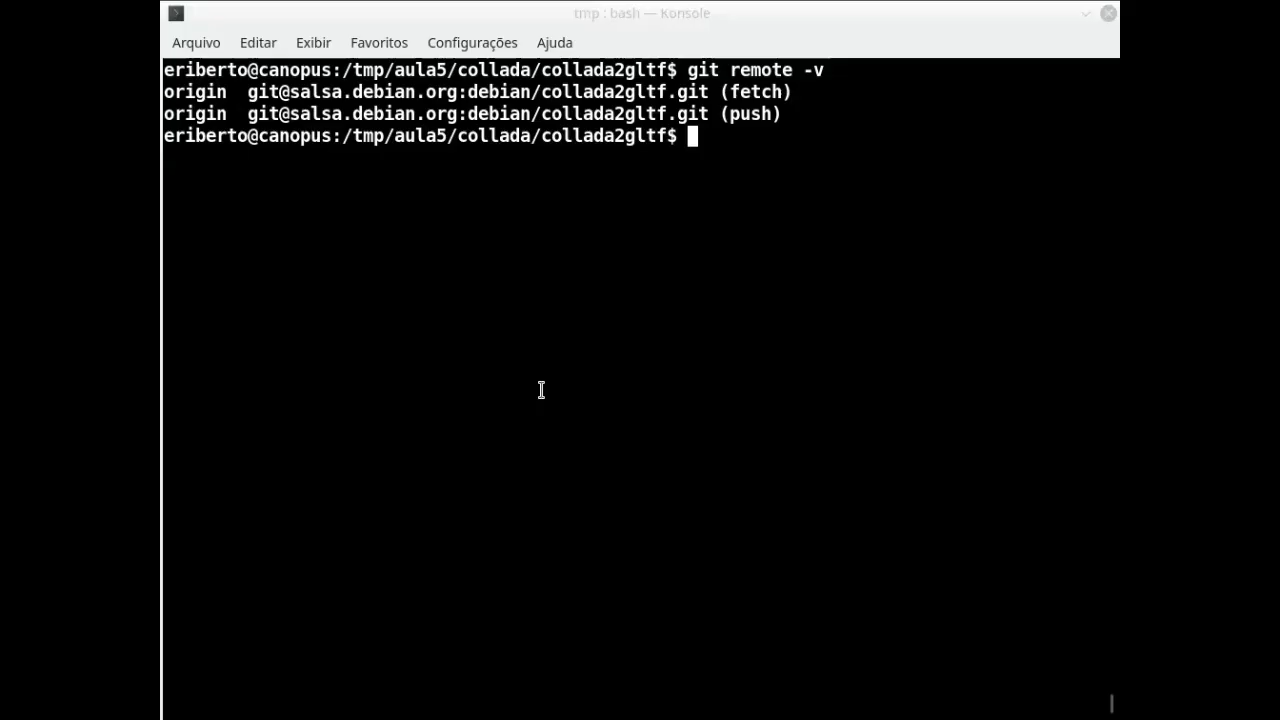 tmp : bash — Konsole
Arquivo Editar Exibir Favoritos Configurações Ajuda
eriberto@canopus:/tmp/aula5/collada/collada2gltf$ git remote -v
origin  git@salsa.debian.org:debian/collada2gltf.git (fetch)
origin  git@salsa.debian.org:debian/collada2gltf.git (push)
eriberto@canopus:/tmp/aula5/collada/collada2gltf$